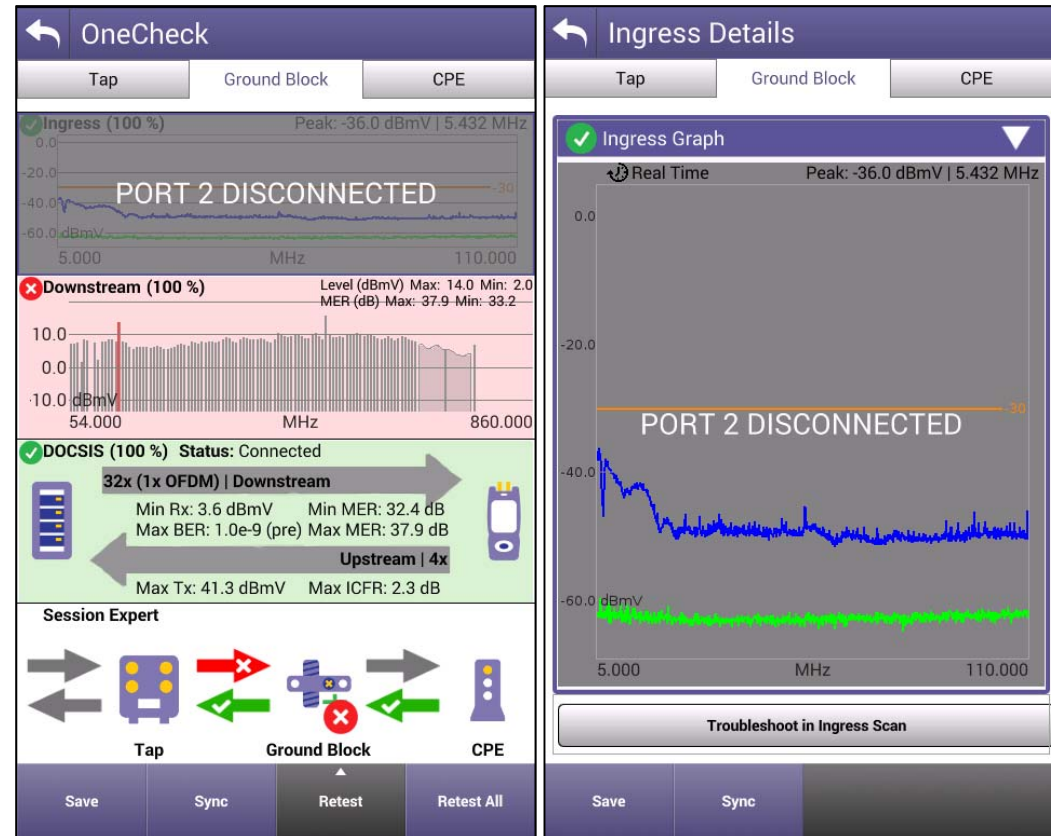 OneCheck
Tap Ground Block CPE
Ingress (100 %) Peak: -36.0 dBmV | 5.432 MHz
0.0
-20.0
PORT 2 DISCONNECTED
-30
-40.0
-60.0 dBmV
5.000 MHz 110.000
Downstream (100 %) Level (dBmV) Max: 14.0 Min: 2.0
MER (dB) Max: 37.9 Min: 33.2
10.0
0.0
-10.0 dBmV
54.000 MHz 860.000
DOCSIS (100 %) Status: Connected
32x (1x OFDM) | Downstream
Min Rx: 3.6 dBmV Min MER: 32.4 dB
Max BER: 1.0e-9 (pre) Max MER: 37.9 dB
Upstream | 4x
Max Tx: 41.3 dBmV Max ICFR: 2.3 dB
Session Expert
Tap Ground Block CPE
Save Sync Retest Retest All
Ingress Details
Tap Ground Block CPE
Ingress Graph
Real Time Peak: -36.0 dBmV | 5.432 MHz
0.0
-20.0
-30
PORT 2 DISCONNECTED
-40.0
-60.0 dBmV
5.000 MHz 110.000
Troubleshoot in Ingress Scan
Save Sync